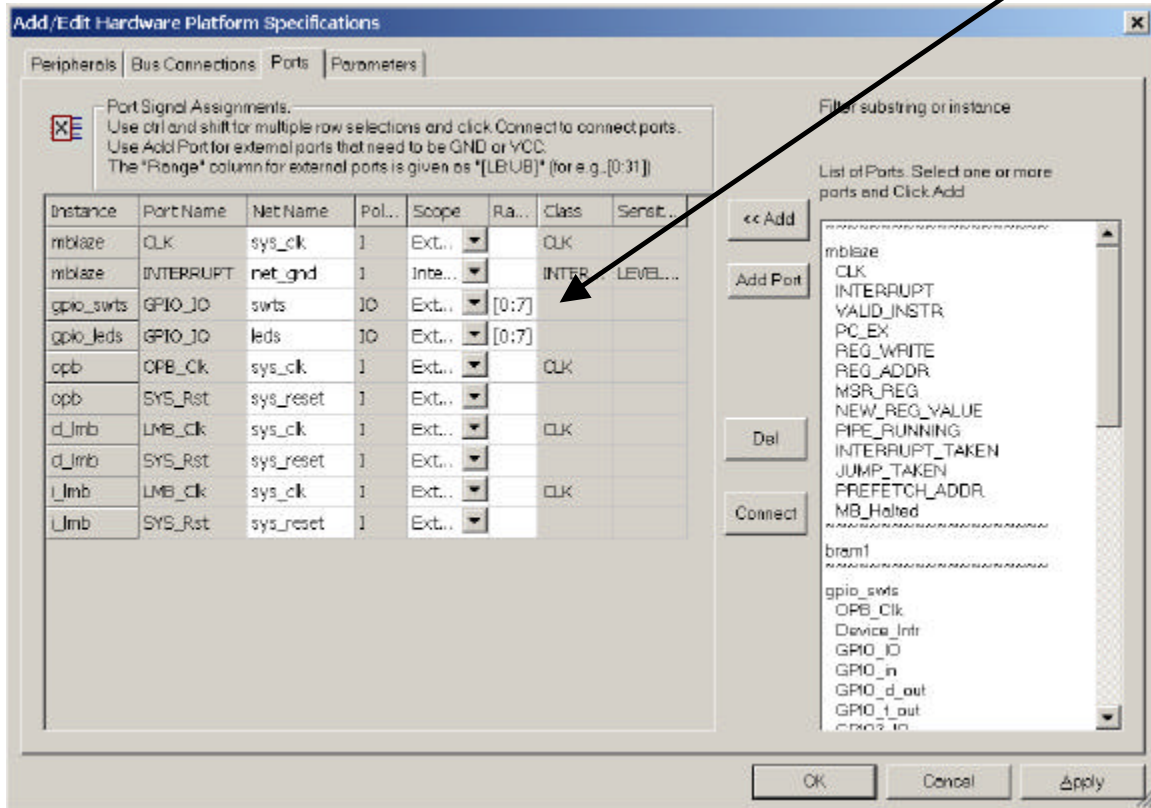 Add/Edit Hardware Platform Specifications
Peripherals Bus Connections Ports Parameters
Port Signal Assignments.
Use ctrl and shift for multiple row selections and click Connect to connect ports.
Use Add Port for external ports that need to be GND or VCC.
The "Range" column for external ports is given as "[LB:UB]" (for e.g.,[0:31])
Instance Port Name Net Name Pol... Scope Ra... Class Sensit...
mblaze CLK sys_clk I Ext... CLK
mblaze INTERRUPT net_gnd I Inte... INTER... LEVEL...
gpio_swts GPIO_IO swts IO Ext... [0:7]
gpio_leds GPIO_IO leds IO Ext... [0:7]
opb OPB_Clk sys_clk I Ext... CLK
opb SYS_Rst sys_reset I Ext...
d_lmb LMB_Clk sys_clk I Ext... CLK
d_lmb SYS_Rst sys_reset I Ext...
i_lmb LMB_Clk sys_clk I Ext... CLK
i_lmb SYS_Rst sys_reset I Ext...
<< Add
Add Port
Del
Connect
Filter substring or instance
List of Ports. Select one or more
ports and Click Add
~~~~~~~~~~~~~~~~~~~~~~~~
mblaze
CLK
INTERRUPT
VALID_INSTR
PC_EX
REG_WRITE
REG_ADDR
MSR_REG
NEW_REG_VALUE
PIPE_RUNNING
INTERRUPT_TAKEN
JUMP_TAKEN
PREFETCH_ADDR
MB_Halted
~~~~~~~~~~~~~~~~~~~~~~~~
bram1
~~~~~~~~~~~~~~~~~~~~~~~~
gpio_swts
OPB_Clk
Device_Intr
GPIO_IO
GPIO_in
GPIO_d_out
GPIO_t_out
GPIO2_IO
OK Cancel Apply